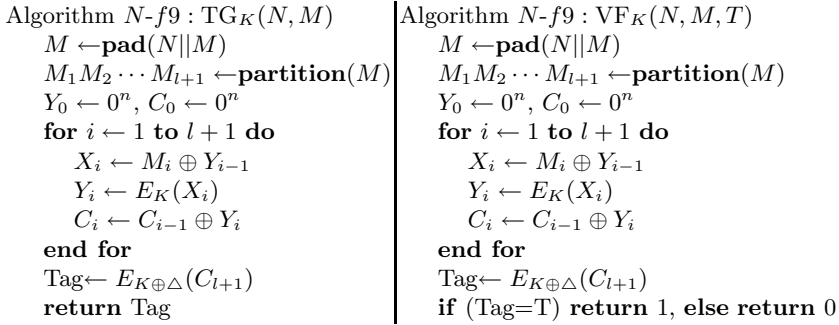 Algorithm N-f9 : TG_K(N, M)
M ←pad(N||M)
M_1M_2 ··· M_{l+1} ←partition(M)
Y_0 ← 0^n, C_0 ← 0^n
for i ← 1 to l + 1 do
X_i ← M_i ⊕ Y_{i−1}
Y_i ← E_K(X_i)
C_i ← C_{i−1} ⊕ Y_i
end for
Tag← E_{K⊕△}(C_{l+1})
return Tag
Algorithm N-f9 : VF_K(N, M, T)
M ←pad(N||M)
M_1M_2 ··· M_{l+1} ←partition(M)
Y_0 ← 0^n, C_0 ← 0^n
for i ← 1 to l + 1 do
X_i ← M_i ⊕ Y_{i−1}
Y_i ← E_K(X_i)
C_i ← C_{i−1} ⊕ Y_i
end for
Tag← E_{K⊕△}(C_{l+1})
if (Tag=T) return 1, else return 0